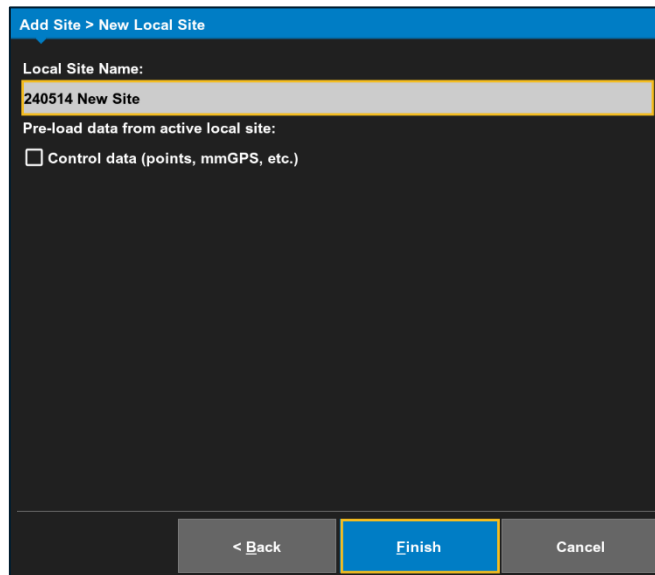 Add Site > New Local Site
Local Site Name:
240514 New Site
Pre-load data from active local site:
Control data (points, mmGPS, etc.)
< Back
Finish
Cancel